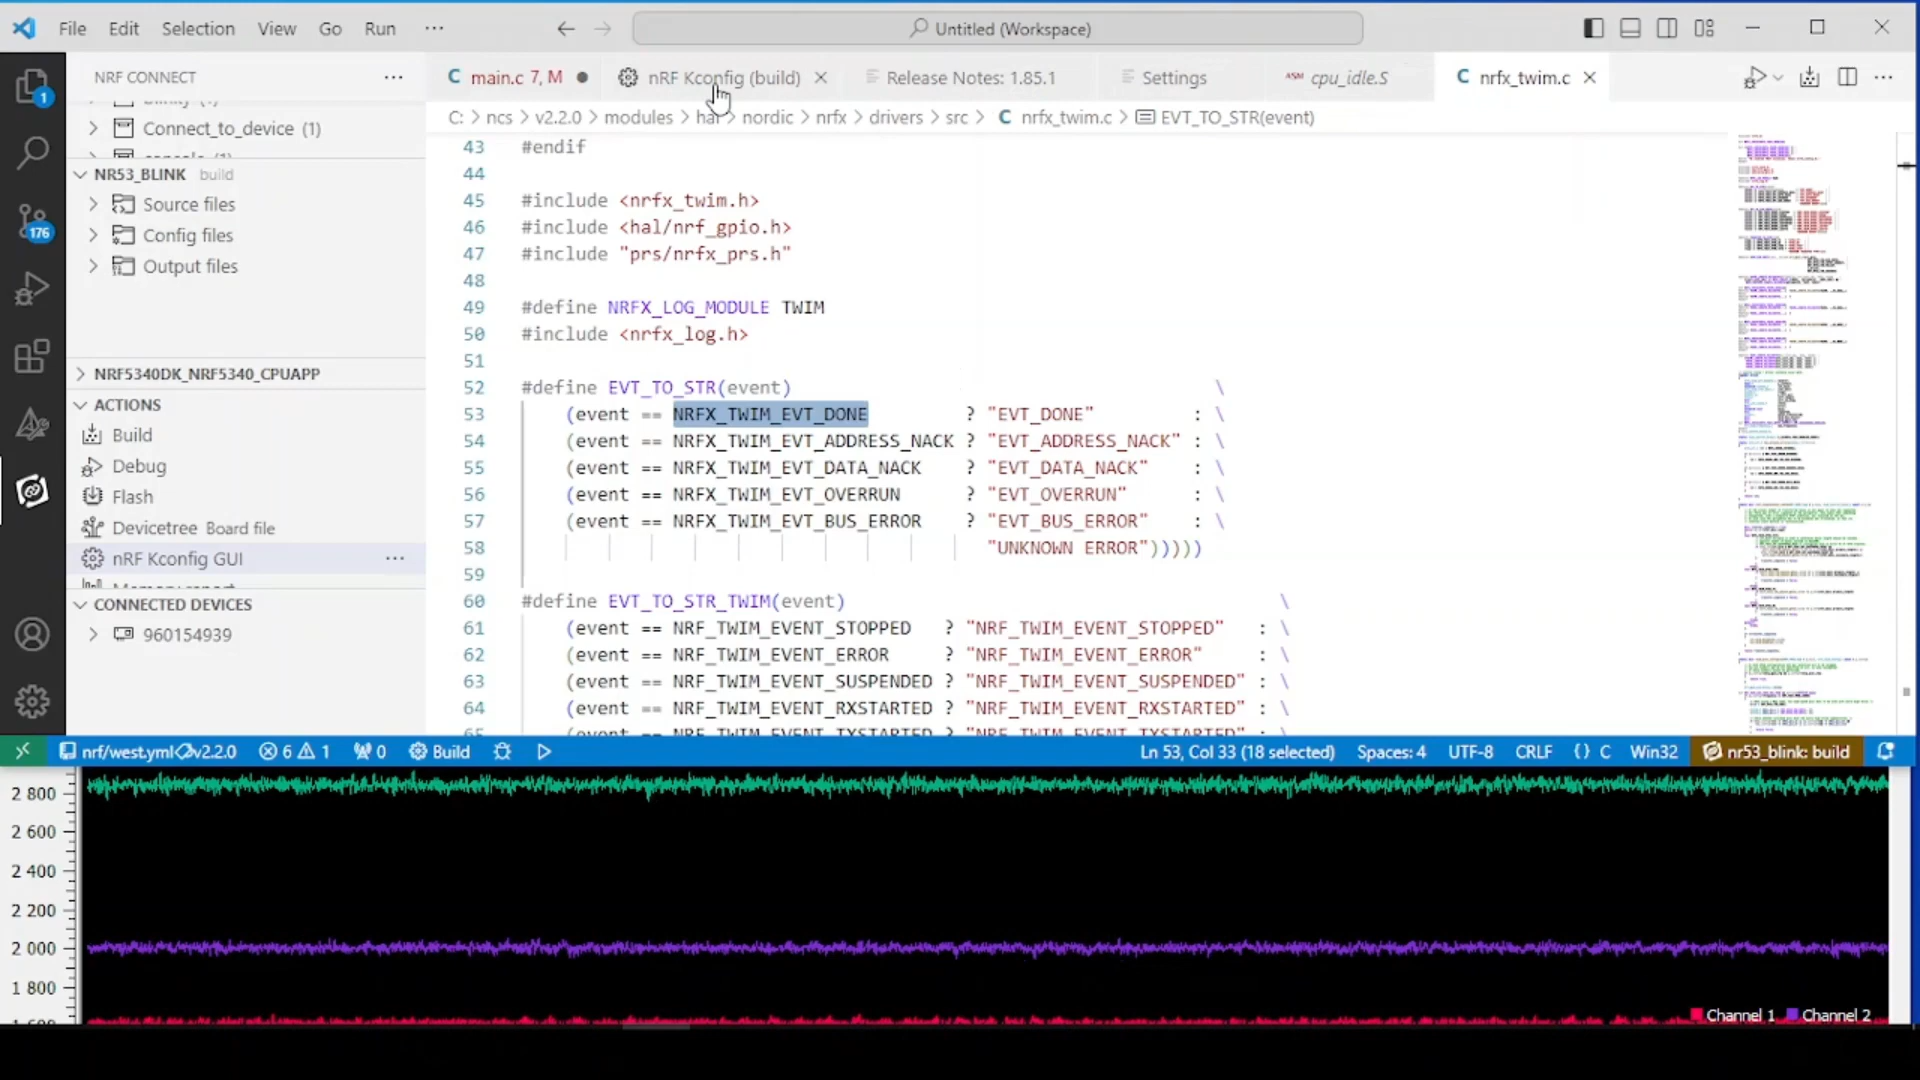 File Edit Selection View Go Run ··· Untitled (Workspace)
NRF CONNECT ···
main.c 7, M nRF Kconfig (build) Release Notes: 1.85.1 Settings ASM cpu_idle.S C nrfx_twim.c
C: > ncs > v2.2.0 > modules > hal > nordic > nrfx > drivers > src > C nrfx_twim.c > EVT_TO_STR(event)
Connect_to_device (1)
NR53_BLINK build
Source files
Config files
Output files
NRF5340DK_NRF5340_CPUAPP
ACTIONS
Build
Debug
Flash
Devicetree Board file
nRF Kconfig GUI ···
CONNECTED DEVICES
960154939
1
176
43 #endif
44
45 #include <nrfx_twim.h>
46 #include <hal/nrf_gpio.h>
47 #include "prs/nrfx_prs.h"
48
49 #define NRFX_LOG_MODULE TWIM
50 #include <nrfx_log.h>
51
52 #define EVT_TO_STR(event) \
53 (event == NRFX_TWIM_EVT_DONE ? "EVT_DONE" : \
54 (event == NRFX_TWIM_EVT_ADDRESS_NACK ? "EVT_ADDRESS_NACK" : \
55 (event == NRFX_TWIM_EVT_DATA_NACK ? "EVT_DATA_NACK" : \
56 (event == NRFX_TWIM_EVT_OVERRUN ? "EVT_OVERRUN" : \
57 (event == NRFX_TWIM_EVT_BUS_ERROR ? "EVT_BUS_ERROR" : \
58 "UNKNOWN ERROR")))))
59
60 #define EVT_TO_STR_TWIM(event) \
61 (event == NRF_TWIM_EVENT_STOPPED ? "NRF_TWIM_EVENT_STOPPED" : \
62 (event == NRF_TWIM_EVENT_ERROR ? "NRF_TWIM_EVENT_ERROR" : \
63 (event == NRF_TWIM_EVENT_SUSPENDED ? "NRF_TWIM_EVENT_SUSPENDED" : \
64 (event == NRF_TWIM_EVENT_RXSTARTED ? "NRF_TWIM_EVENT_RXSTARTED" : \
nrf/west.yml v2.2.0 6 1 0 Build Ln 53, Col 33 (18 selected) Spaces: 4 UTF-8 CRLF {} C Win32 nr53_blink: build
2 800
2 600
2 400
2 200
2 000
1 800
Channel 1 Channel 2